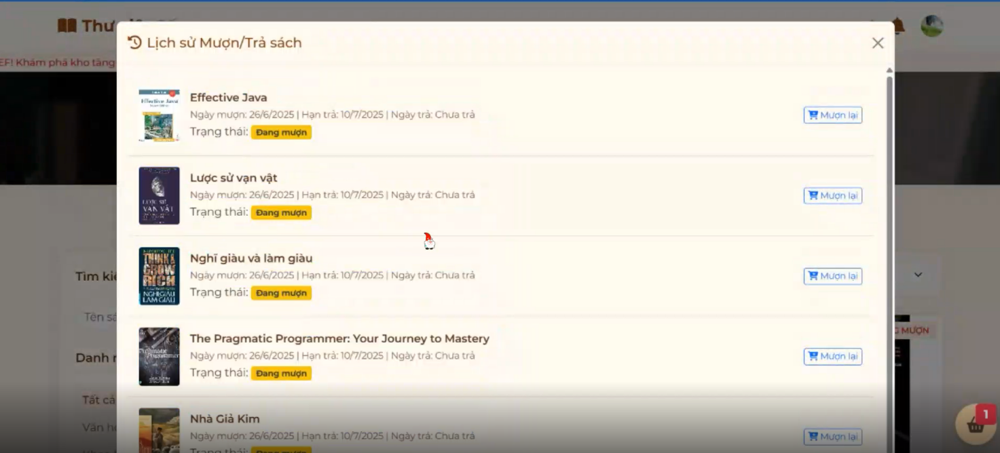 Thư
EF! Khám phá kho tàng
Lịch sử Mượn/Trả sách
Effective Java
Effective Java
Ngày mượn: 26/6/2025 | Hạn trả: 10/7/2025 | Ngày trả: Chưa trả
Trạng thái: Đang mượn
Mượn lại
LƯỢC SỬ
VẠN VẬT
Lược sử vạn vật
Ngày mượn: 26/6/2025 | Hạn trả: 10/7/2025 | Ngày trả: Chưa trả
Trạng thái: Đang mượn
Mượn lại
THINK &
GROW
RICH
NGHĨ GIÀU
LÀM GIÀU
Nghĩ giàu và làm giàu
Ngày mượn: 26/6/2025 | Hạn trả: 10/7/2025 | Ngày trả: Chưa trả
Trạng thái: Đang mượn
Mượn lại
Tìm kiế
Tên sá
Pragmatic
Programmer
The Pragmatic Programmer: Your Journey to Mastery
Ngày mượn: 26/6/2025 | Hạn trả: 10/7/2025 | Ngày trả: Chưa trả
Trạng thái: Đang mượn
Mượn lại
G MƯỢN
Danh m
Tất cả
Văn họ
Nhà Giả Kim
Ngày mượn: 26/6/2025 | Hạn trả: 10/7/2025 | Ngày trả: Chưa trả
Trạng thái: Đang mượn
Mượn lại
1